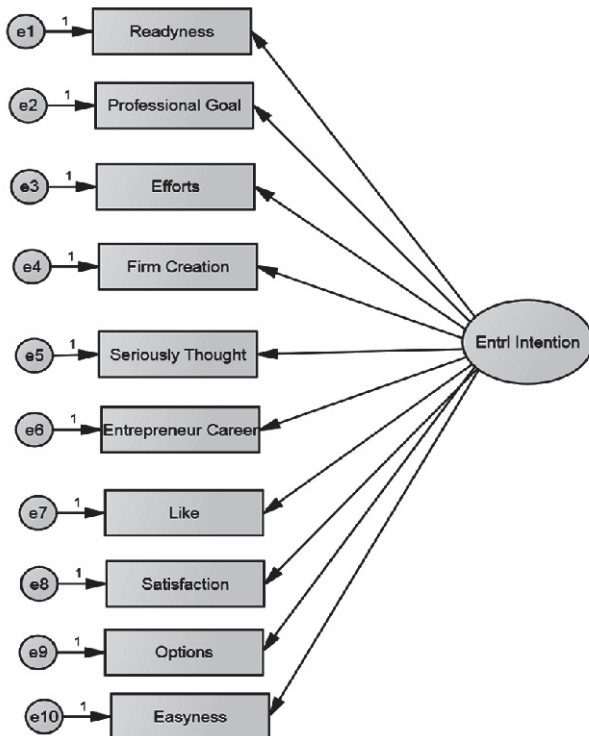 e1 1 Readyness
e2 1 Professional Goal
e3 1 Efforts
e4 1 Firm Creation
Entrl Intention
e5 1 Seriously Thought
e6 1 Entrepreneur Career
e7 1 Like
e8 1 Satisfaction
e9 1 Options
e10 1 Easyness